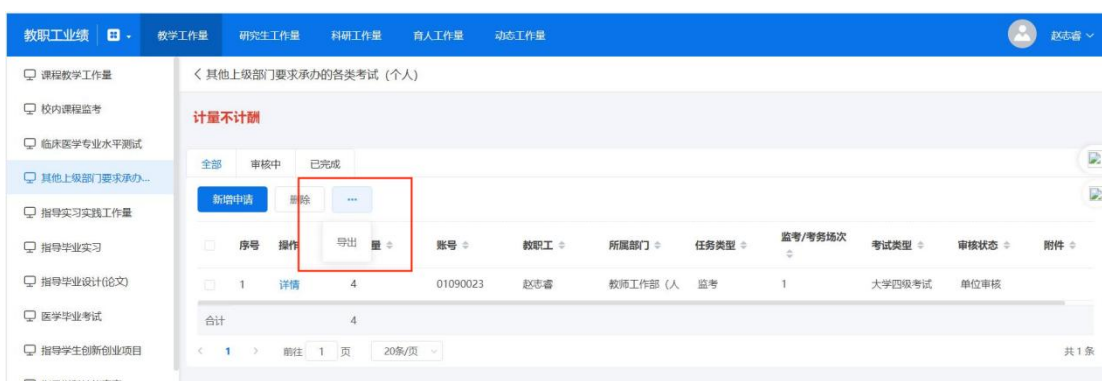 教职工业绩 教学工作量 研究生工作量 科研工作量 育人工作量 动态工作量 赵志睿
课程教学工作量
校内课程监考
临床医学专业水平测试
其他上级部门要求承办...
指导实习实践工作量
指导毕业实习
指导毕业设计(论文)
医学毕业考试
指导学生创新创业项目
其他上级部门要求承办的各类考试 (个人)
计量不计酬
全部 审核中 已完成
新增申请 删除 ...
导出
序号 操作 量 账号 教职工 所属部门 任务类型 监考/考务场次 考试类型 审核状态 附件
1 详情 4 01090023 赵志睿 教师工作部 (人 监考 1 大学四级考试 单位审核
合计 4
1 前往 1 页 20条/页 共 1 条